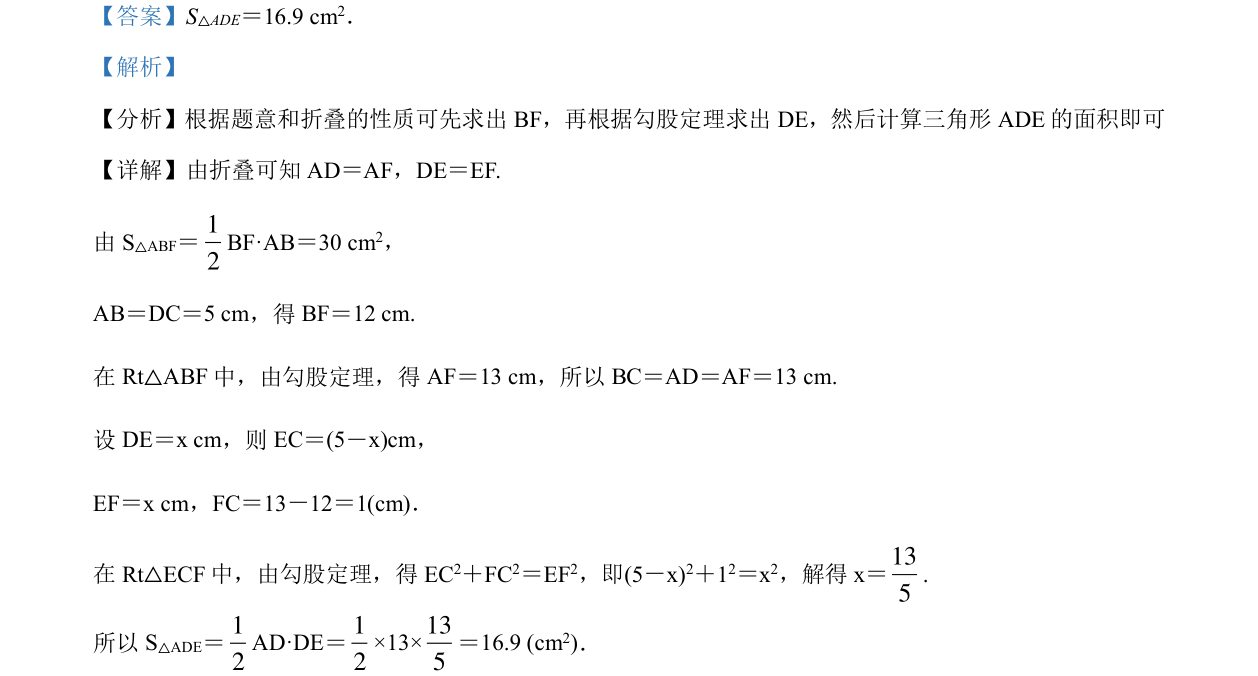 【答案】S△ADE＝16.9 cm²．
【解析】
【分析】根据题意和折叠的性质可先求出 BF，再根据勾股定理求出 DE，然后计算三角形 ADE 的面积即可
【详解】由折叠可知 AD＝AF，DE＝EF.
由 S△ABF＝1/2 BF·AB＝30 cm²，
AB＝DC＝5 cm，得 BF＝12 cm.
在 Rt△ABF 中，由勾股定理，得 AF＝13 cm，所以 BC＝AD＝AF＝13 cm.
设 DE＝x cm，则 EC＝(5－x)cm，
EF＝x cm，FC＝13－12＝1(cm)．
在 Rt△ECF 中，由勾股定理，得 EC²＋FC²＝EF²，即(5－x)²＋1²＝x²，解得 x＝13/5 .
所以 S△ADE＝1/2 AD·DE＝1/2 ×13×13/5 ＝16.9 (cm²)．